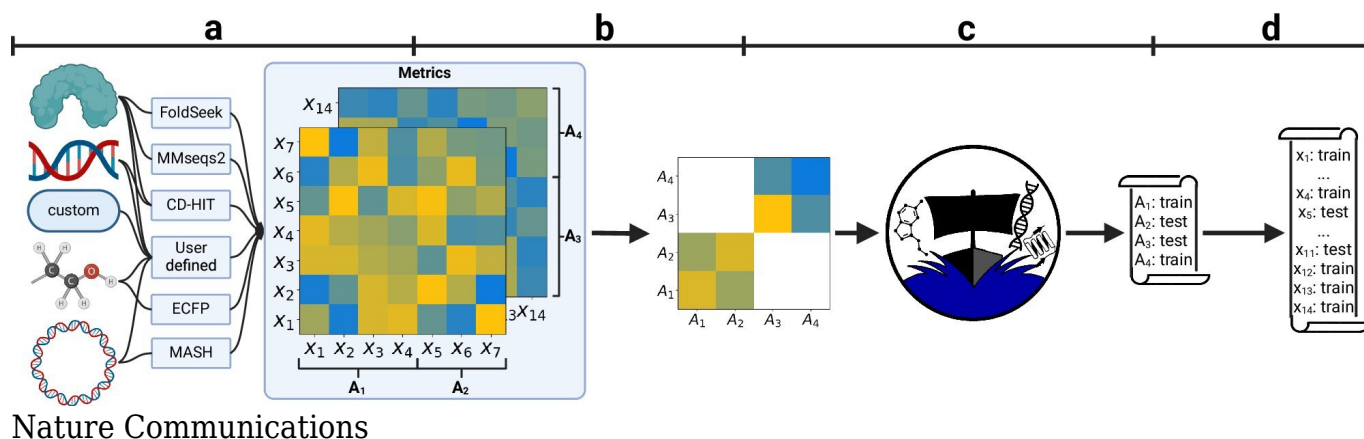 a b c d
Metrics
FoldSeek
MMseqs2
CD-HIT
custom
User
defined
ECFP
MASH
H H
C C O H
H H
X14
X7
X6
X5
X4
X3
X2
X1
X1 X2 X3 X4 X5 X6 X7
A1 A2
A4
A3
3 X14
A4
A3
A2
A1
A1 A2 A3 A4
A1: train
A2: test
A3: test
A4: train
x1: train
...
x4: train
x5: test
...
x11: test
x12: train
x13: train
x14: train
Nature Communications